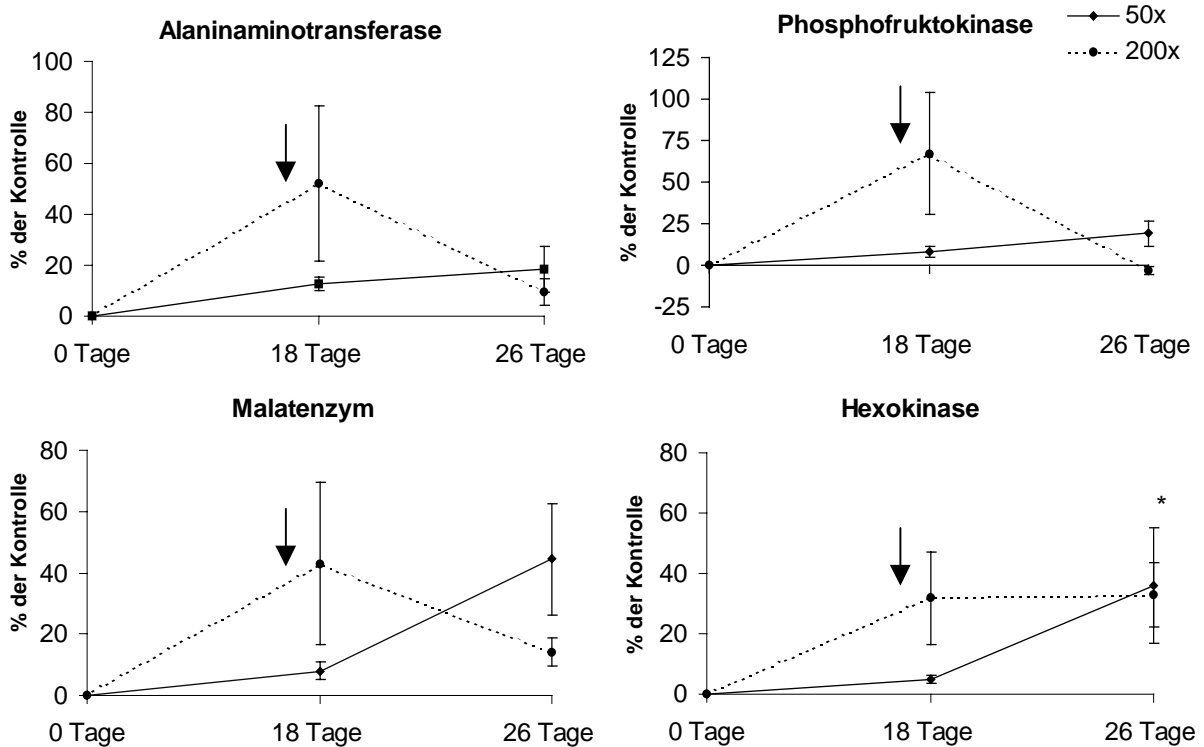 Alaninaminotransferase
% der Kontrolle
100
80
60
40
20
0
0 Tage 18 Tage 26 Tage
Phosphofruktokinase
50x
200x
% der Kontrolle
125
100
75
50
25
0
-25
0 Tage 18 Tage 26 Tage
Malatenzym
% der Kontrolle
80
60
40
20
0
0 Tage 18 Tage 26 Tage
Hexokinase
% der Kontrolle
80
60
40
20
0
*
0 Tage 18 Tage 26 Tage